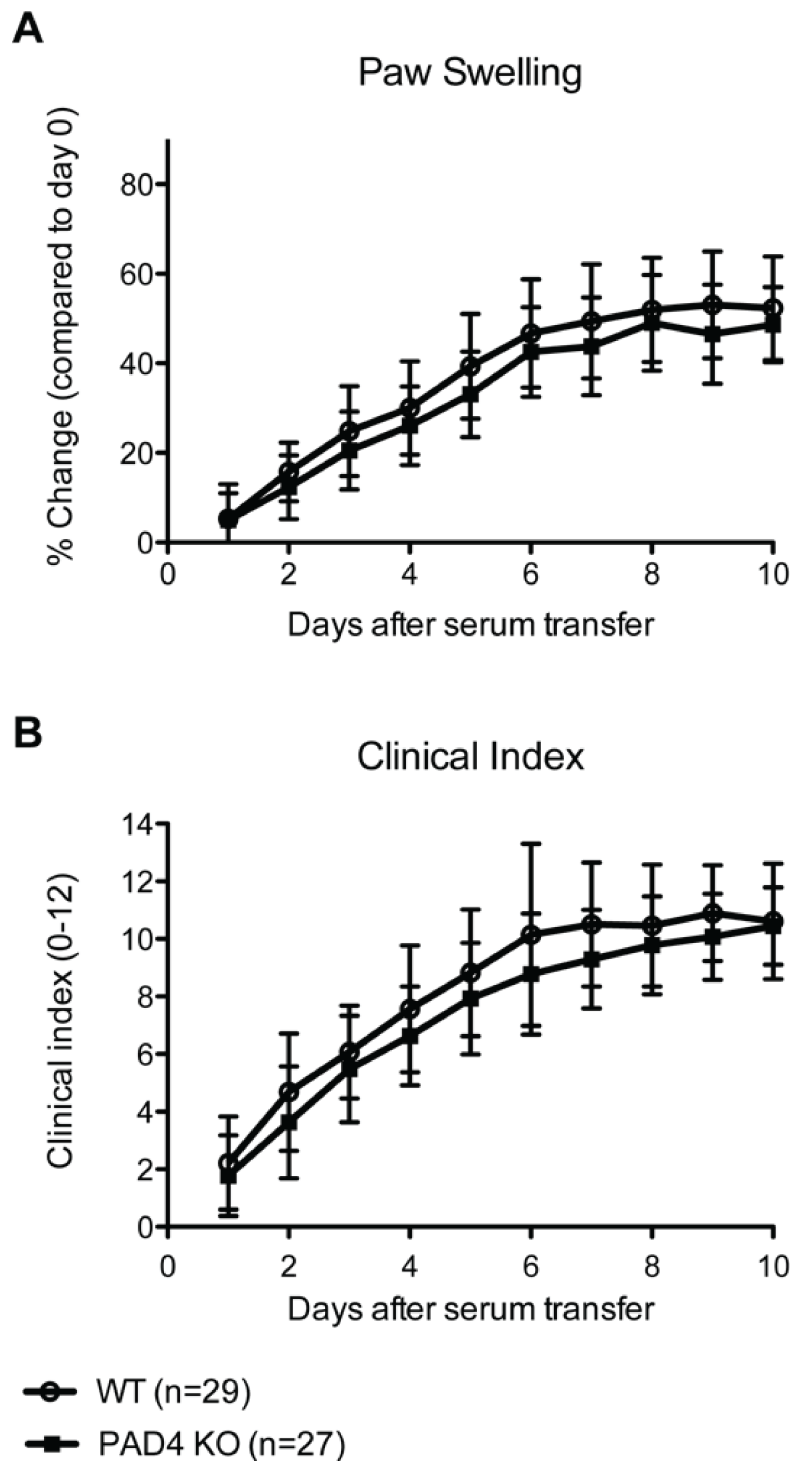 A
Paw Swelling
% Change (compared to day 0)
80
60
40
20
0
0 2 4 6 8 10
Days after serum transfer
B
Clinical Index
Clinical index (0-12)
14
12
10
8
6
4
2
0
0 2 4 6 8 10
Days after serum transfer
WT (n=29)
PAD4 KO (n=27)